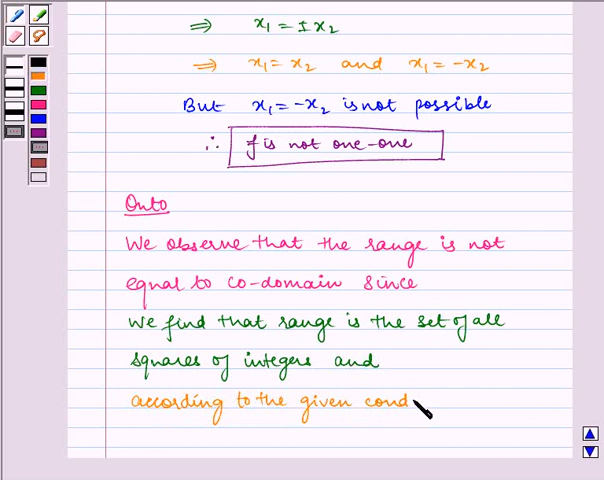 ⇒ x₁ = ± x₂
⇒ x₁ = x₂ and x₁ = -x₂
But x₁ = -x₂ is not possible
∴ f is not one-one
Onto
We observe that the range is not
equal to co-domain since
We find that range is the set of all
squares of integers and
according to the given cond